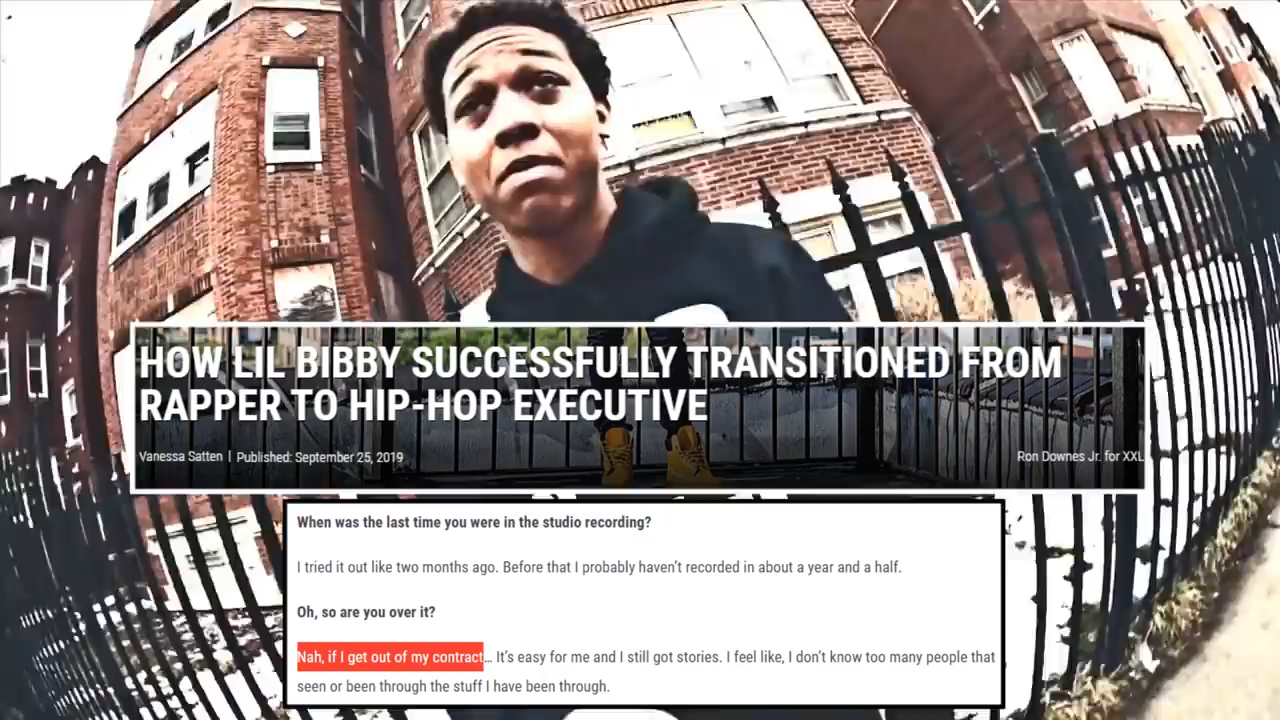 HOW LIL BIBBY SUCCESSFULLY TRANSITIONED FROM
RAPPER TO HIP-HOP EXECUTIVE
Vanessa Satten | Published: September 25, 2019
Ron Downes Jr. for XXL
When was the last time you were in the studio recording?
I tried it out like two months ago. Before that I probably haven't recorded in about a year and a half.
Oh, so are you over it?
Nah, if I get out of my contract… It's easy for me and I still got stories. I feel like, I don't know too many people that
seen or been through the stuff I have been through.